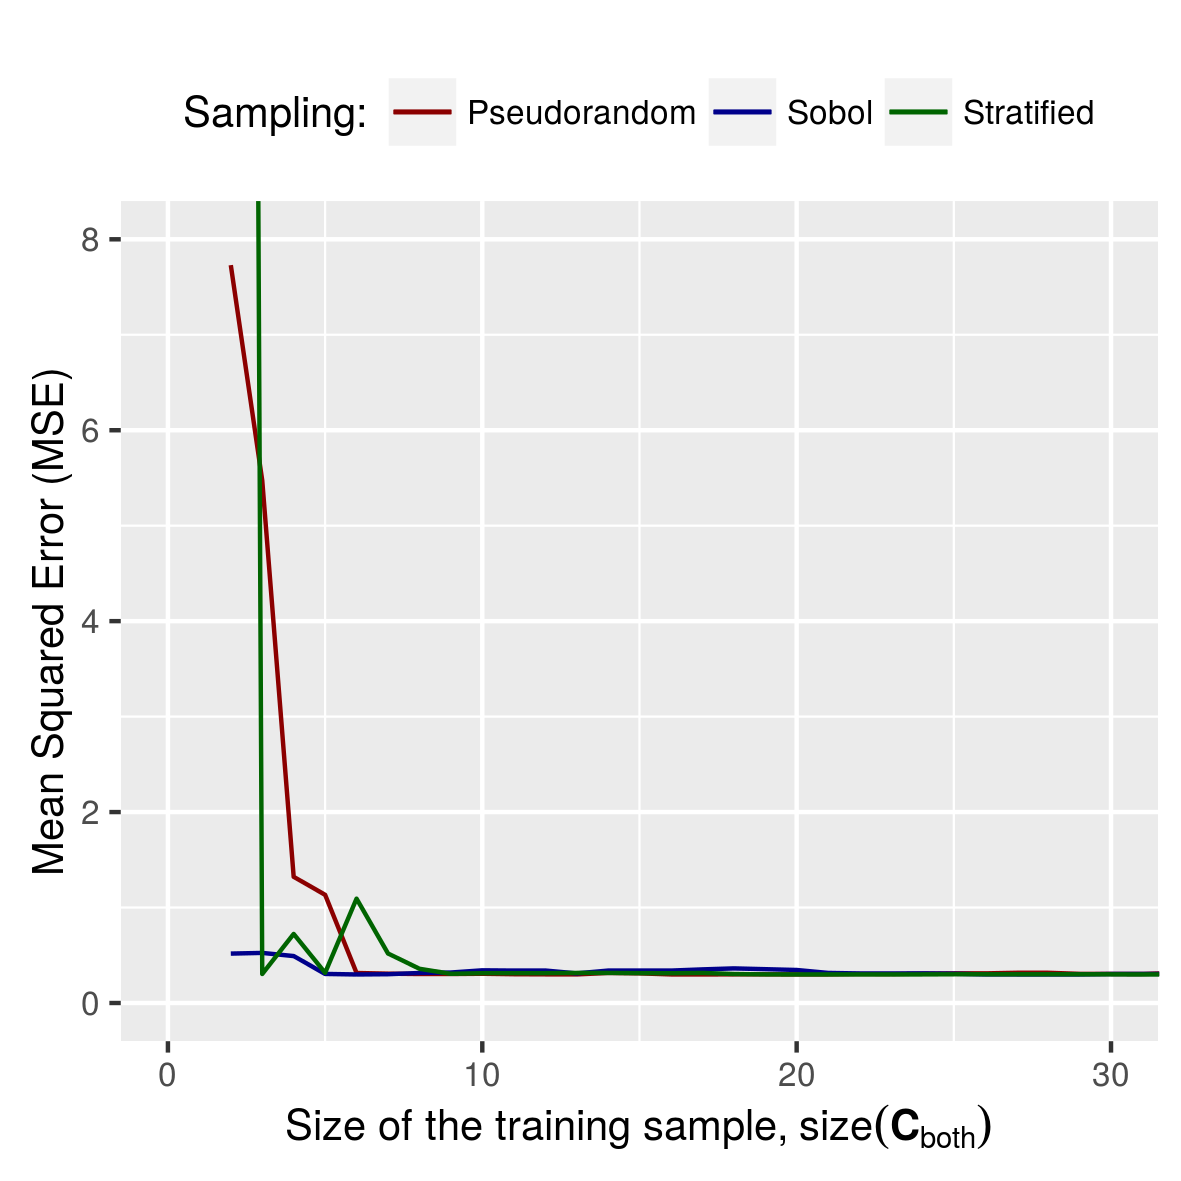 Sampling: Pseudorandom Sobol Stratified
8
6
4
2
0
Mean Squared Error (MSE)
0 10 20 30
Size of the training sample, size(C_both)